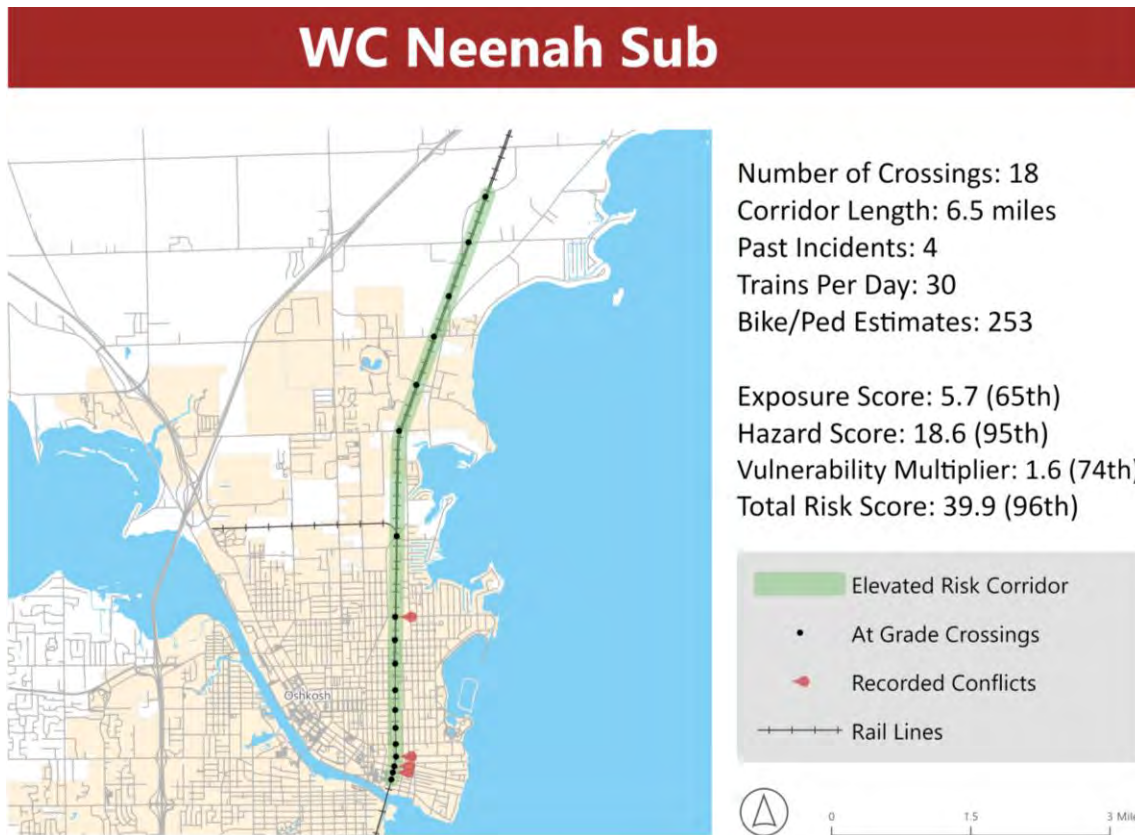 WC Neenah Sub
Number of Crossings: 18
Corridor Length: 6.5 miles
Past Incidents: 4
Trains Per Day: 30
Bike/Ped Estimates: 253
Exposure Score: 5.7 (65th)
Hazard Score: 18.6 (95th)
Vulnerability Multiplier: 1.6 (74th)
Total Risk Score: 39.9 (96th)
Elevated Risk Corridor
At Grade Crossings
Recorded Conflicts
Rail Lines
Oshkosh
0 1.5 3 Mile